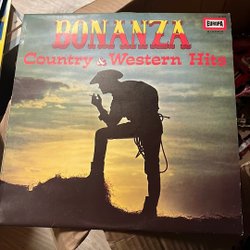 BONANZA
EUROPA
Country & Western Hits